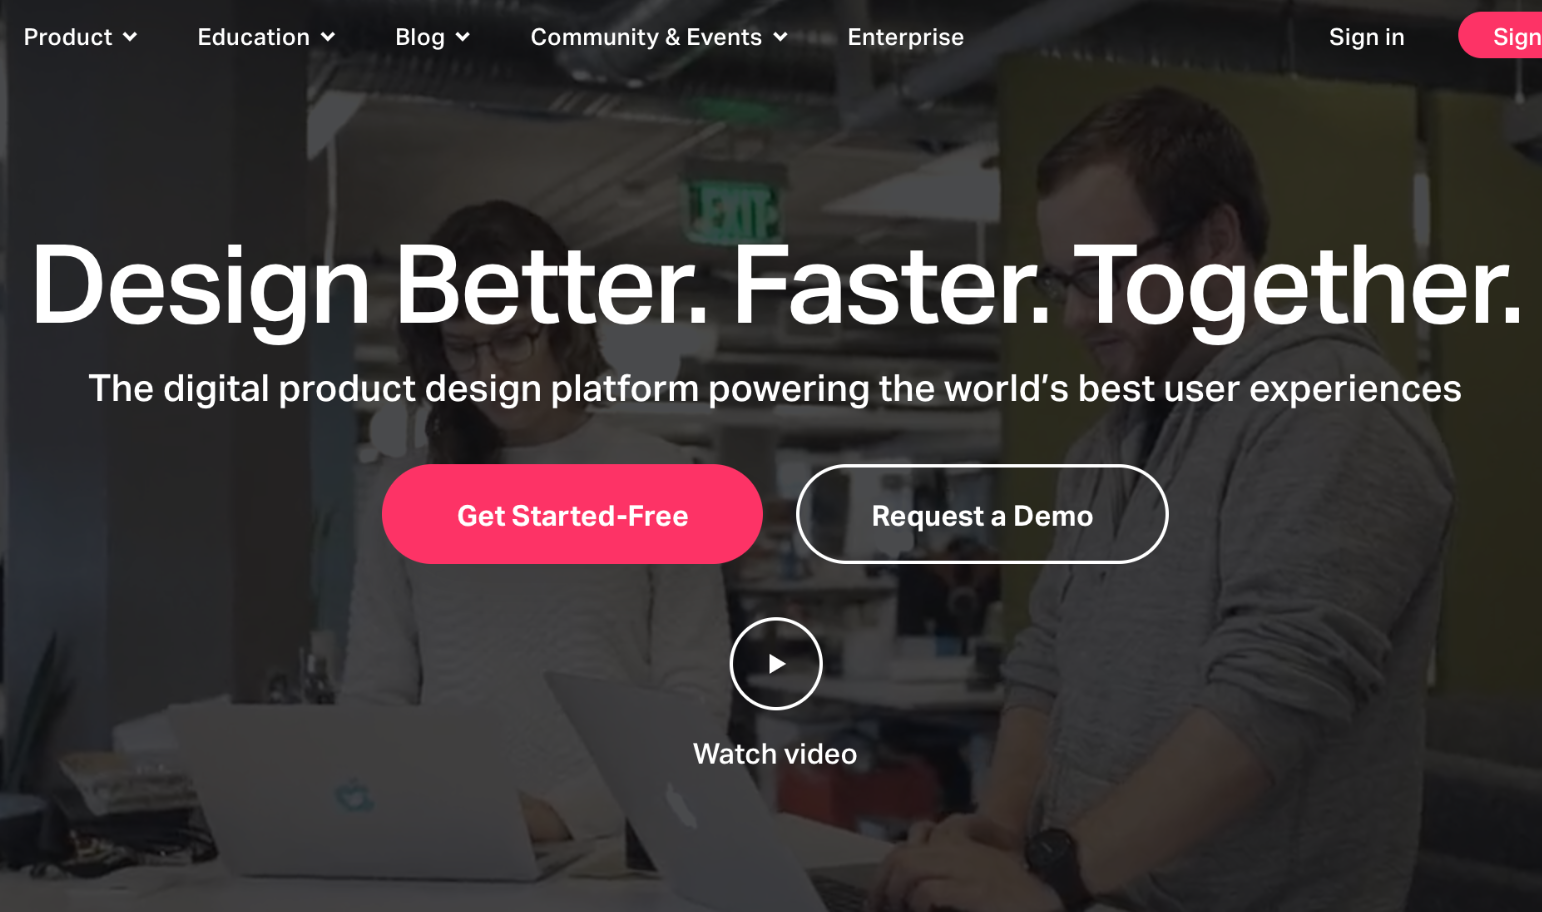 Product Education Blog Community & Events Enterprise Sign in Sign
EXIT
Design Better. Faster. Together.
The digital product design platform powering the world’s best user experiences
Get Started-Free Request a Demo
Watch video